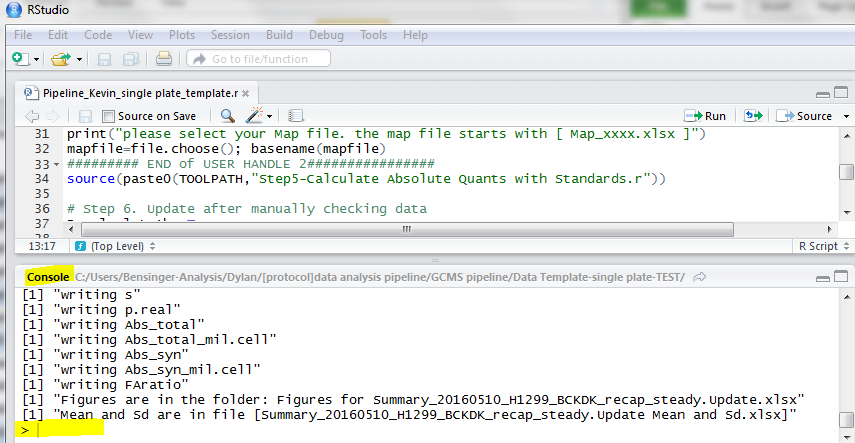 RStudio
File Edit Code View Plots Session Build Debug Tools Help
Go to file/function
Pipeline_Kevin_single plate_template.r
Source on Save Run Source
31 print("please select your Map file. the map file starts with [ Map_xxxx.xlsx ]")
32 mapfile=file.choose(); basename(mapfile)
33 ######### END of USER HANDLE 2################
34 source(paste0(TOOLPATH,"Step5-Calculate Absolute Quants with Standards.r"))
35
36 # Step 6. Update after manually checking data
37
38
13:17 (Top Level) R Script
Console C:/Users/Bensinger-Analysis/Dylan/[protocol]data analysis pipeline/GCMS pipeline/Data Template-single plate-TEST/
[1] "writing s"
[1] "writing p.real"
[1] "writing Abs_total"
[1] "writing Abs_total_mil.cell"
[1] "writing Abs_syn"
[1] "writing Abs_syn_mil.cell"
[1] "writing FAratio"
[1] "Figures are in the folder: Figures for Summary_20160510_H1299_BCKDK_recap_steady.Update.xlsx"
[1] "Mean and Sd are in file [Summary_20160510_H1299_BCKDK_recap_steady.Update Mean and Sd.xlsx]"
>